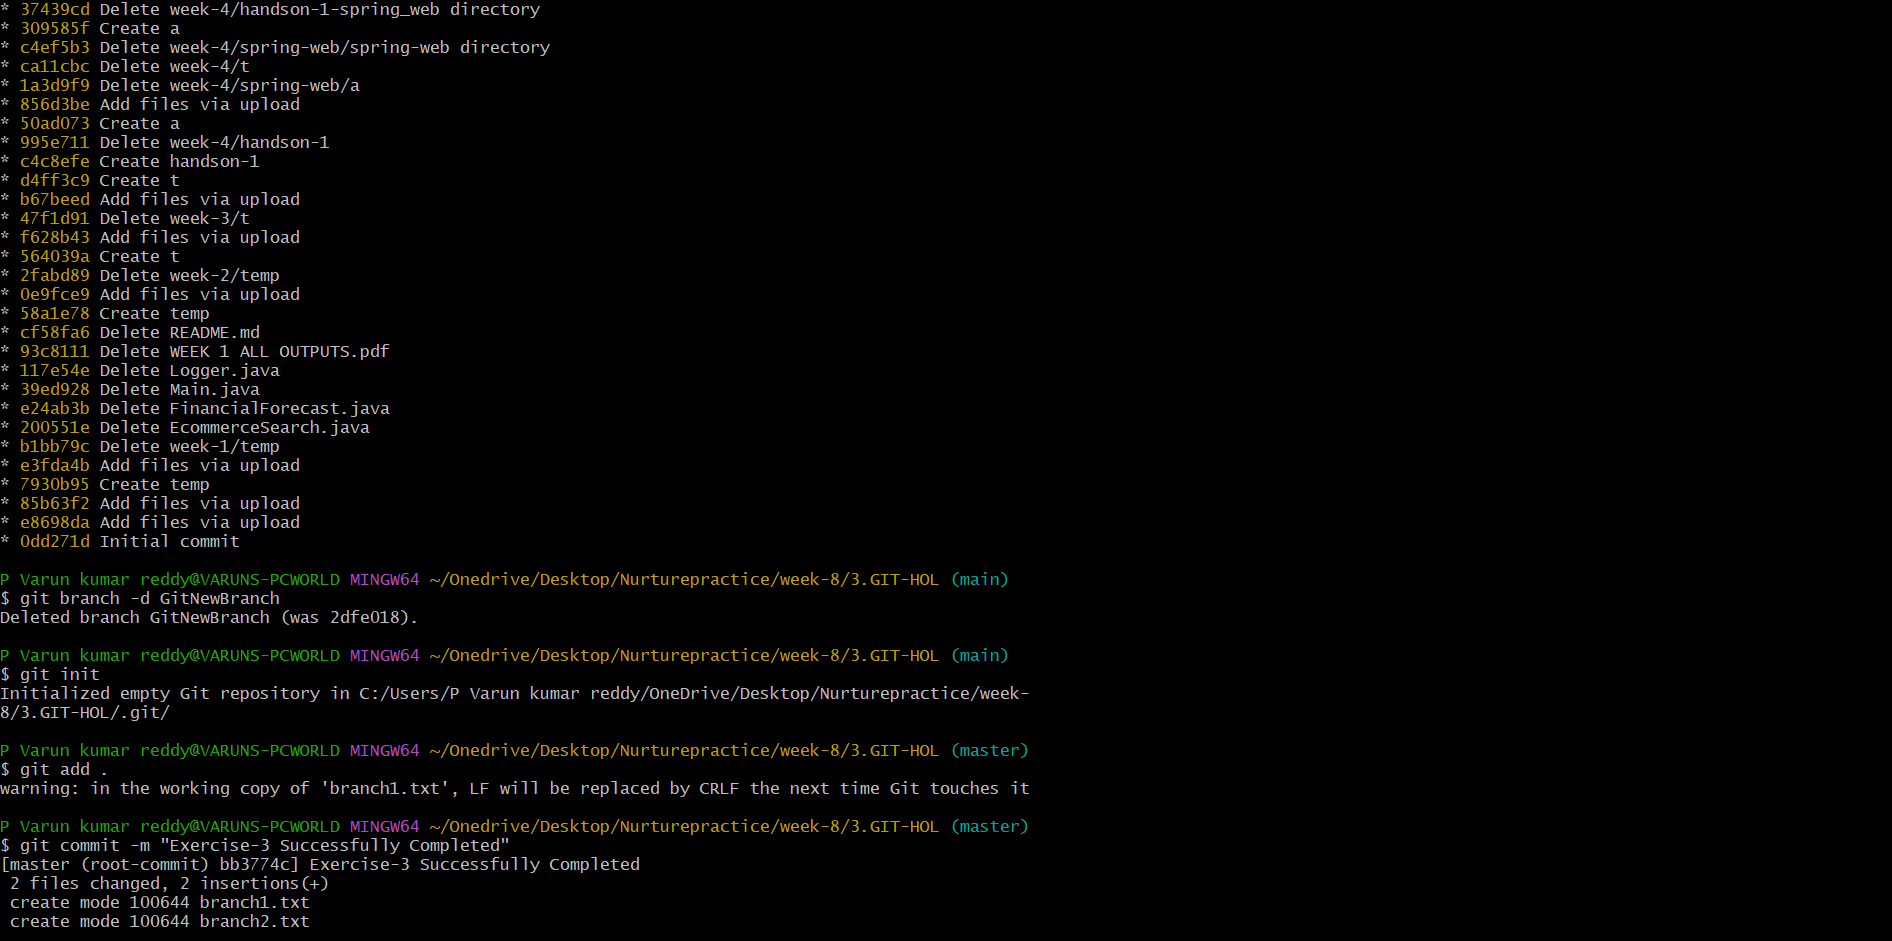 * 37439cd Delete week-4/handson-1-spring_web directory
* 309585f Create a
* c4ef5b3 Delete week-4/spring-web/spring-web directory
* ca11cbc Delete week-4/t
* 1a3d9f9 Delete week-4/spring-web/a
* 856d3be Add files via upload
* 50ad073 Create a
* 995e711 Delete week-4/handson-1
* c4c8efe Create handson-1
* d4ff3c9 Create t
* b67beed Add files via upload
* 47f1d91 Delete week-3/t
* f628b43 Add files via upload
* 564039a Create t
* 2fabd89 Delete week-2/temp
* 0e9fce9 Add files via upload
* 58a1e78 Create temp
* cf58fa6 Delete README.md
* 93c8111 Delete WEEK 1 ALL OUTPUTS.pdf
* 117e54e Delete Logger.java
* 39ed928 Delete Main.java
* e24ab3b Delete FinancialForecast.java
* 200551e Delete EcommerceSearch.java
* b1bb79c Delete week-1/temp
* e3fda4b Add files via upload
* 7930b95 Create temp
* 85b63f2 Add files via upload
* e8698da Add files via upload
* 0dd271d Initial commit
P Varun kumar reddy@VARUNS-PCWORLD MINGW64 ~/Onedrive/Desktop/Nurturepractice/week-8/3.GIT-HOL (main)
$ git branch -d GitNewBranch
Deleted branch GitNewBranch (was 2dfe018).
P Varun kumar reddy@VARUNS-PCWORLD MINGW64 ~/Onedrive/Desktop/Nurturepractice/week-8/3.GIT-HOL (main)
$ git init
Initialized empty Git repository in C:/Users/P Varun kumar reddy/OneDrive/Desktop/Nurturepractice/week-
8/3.GIT-HOL/.git/
P Varun kumar reddy@VARUNS-PCWORLD MINGW64 ~/Onedrive/Desktop/Nurturepractice/week-8/3.GIT-HOL (master)
$ git add .
warning: in the working copy of 'branch1.txt', LF will be replaced by CRLF the next time Git touches it
P Varun kumar reddy@VARUNS-PCWORLD MINGW64 ~/Onedrive/Desktop/Nurturepractice/week-8/3.GIT-HOL (master)
$ git commit -m "Exercise-3 Successfully Completed"
[master (root-commit) bb3774c] Exercise-3 Successfully Completed
 2 files changed, 2 insertions(+)
 create mode 100644 branch1.txt
 create mode 100644 branch2.txt